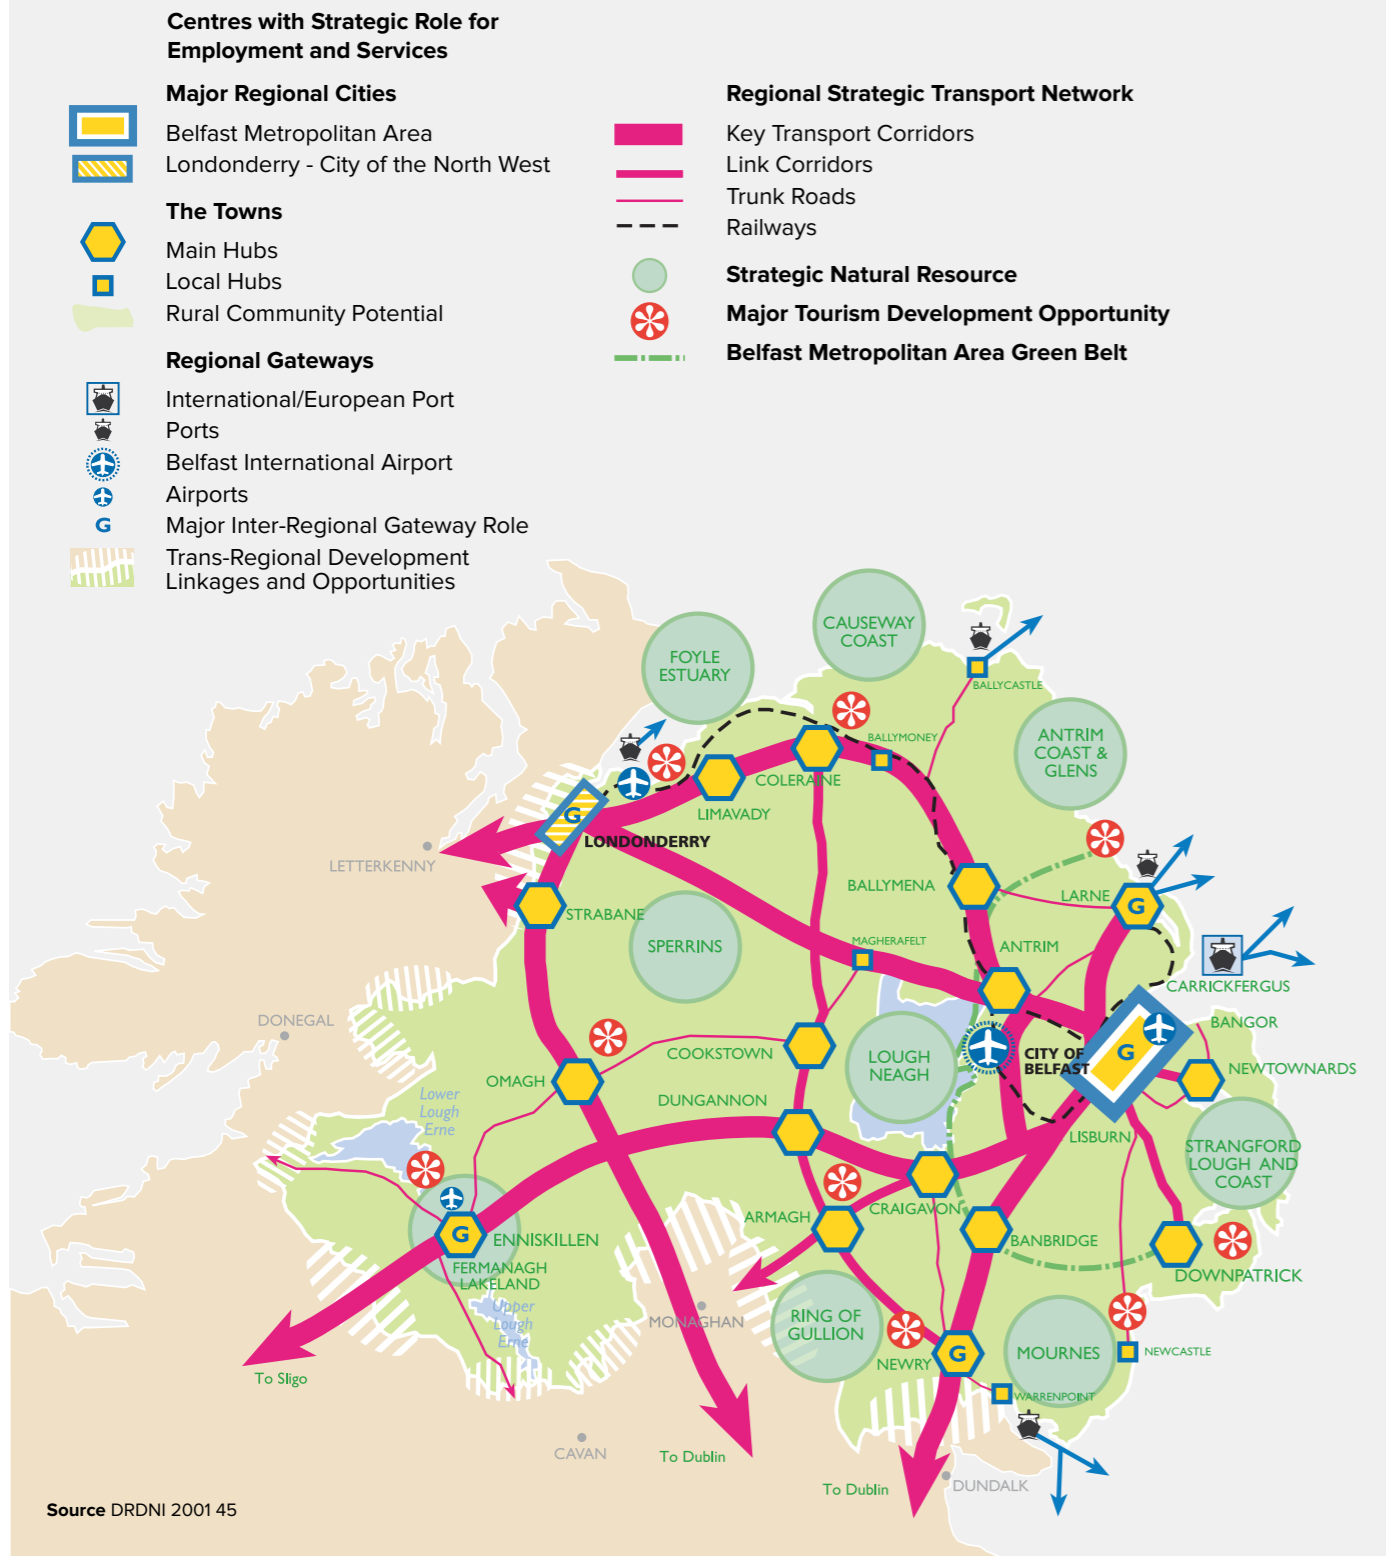 Centres with Strategic Role for
Employment and Services
Major Regional Cities
Belfast Metropolitan Area
Londonderry - City of the North West
The Towns
Main Hubs
Local Hubs
Rural Community Potential
Regional Gateways
International/European Port
Ports
Belfast International Airport
Airports
G
Major Inter-Regional Gateway Role
Trans-Regional Development
Linkages and Opportunities
Regional Strategic Transport Network
Key Transport Corridors
Link Corridors
Trunk Roads
Railways
Strategic Natural Resource
Major Tourism Development Opportunity
Belfast Metropolitan Area Green Belt
CAUSEWAY
COAST
FOYLE
ESTUARY
BALLYCASTLE
ANTRIM
COAST &
GLENS
BALLYMONEY
COLERAINE
LIMAVADY
G
LONDONDERRY
LETTERKENNY
BALLYMENA
LARNE
G
STRABANE
SPERRINS
MAGHERAFELT
ANTRIM
CARRICKFERGUS
DONEGAL
BANGOR
COOKSTOWN
LOUGH
NEAGH
CITY OF
BELFAST
G
NEWTOWNARDS
OMAGH
DUNGANNON
Lower
Lough
Erne
LISBURN
STRANGFORD
LOUGH AND
COAST
CRAIGAVON
ARMAGH
G
ENNISKILLEN
BANBRIDGE
FERMANAGH
LAKELAND
DOWNPATRICK
Upper
Lough
Erne
MONAGHAN
RING OF
GULLION
NEWRY
G
MOURNES
NEWCASTLE
To Sligo
WARRENPOINT
CAVAN
To Dublin
To Dublin
DUNDALK
Source DRDNI 2001 45